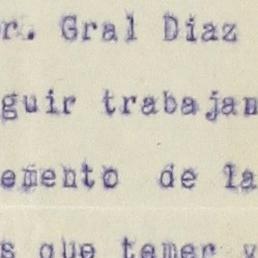 r. Gral Diaz
guir trabajan
emento de la
s que temer y